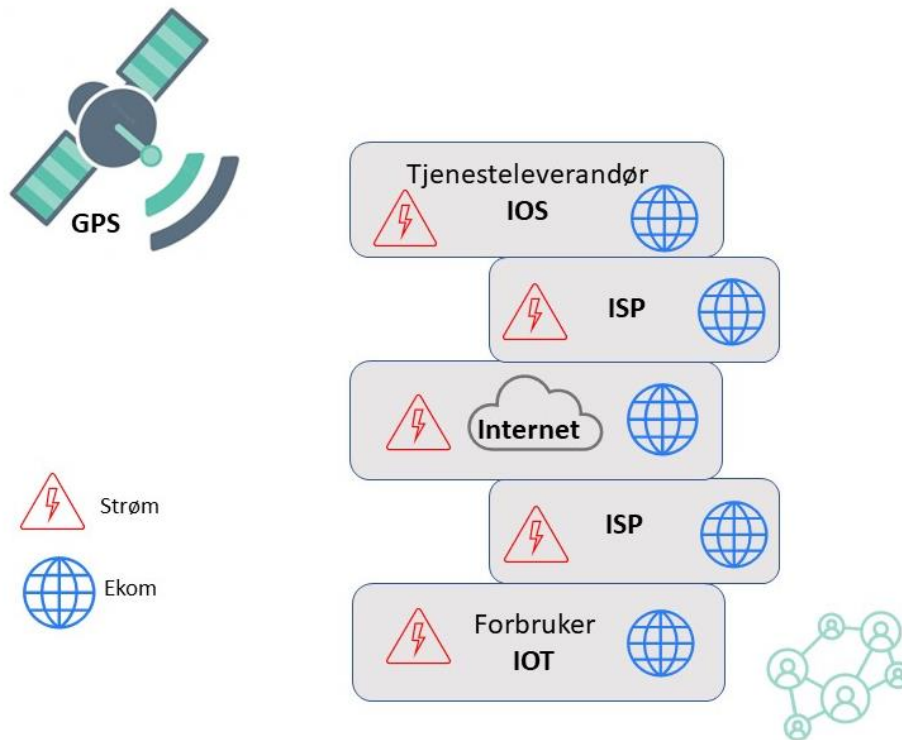 GPS
Tjenesteleverandør
IOS
ISP
Internet
ISP
Forbruker
IOT
Strøm
Ekom